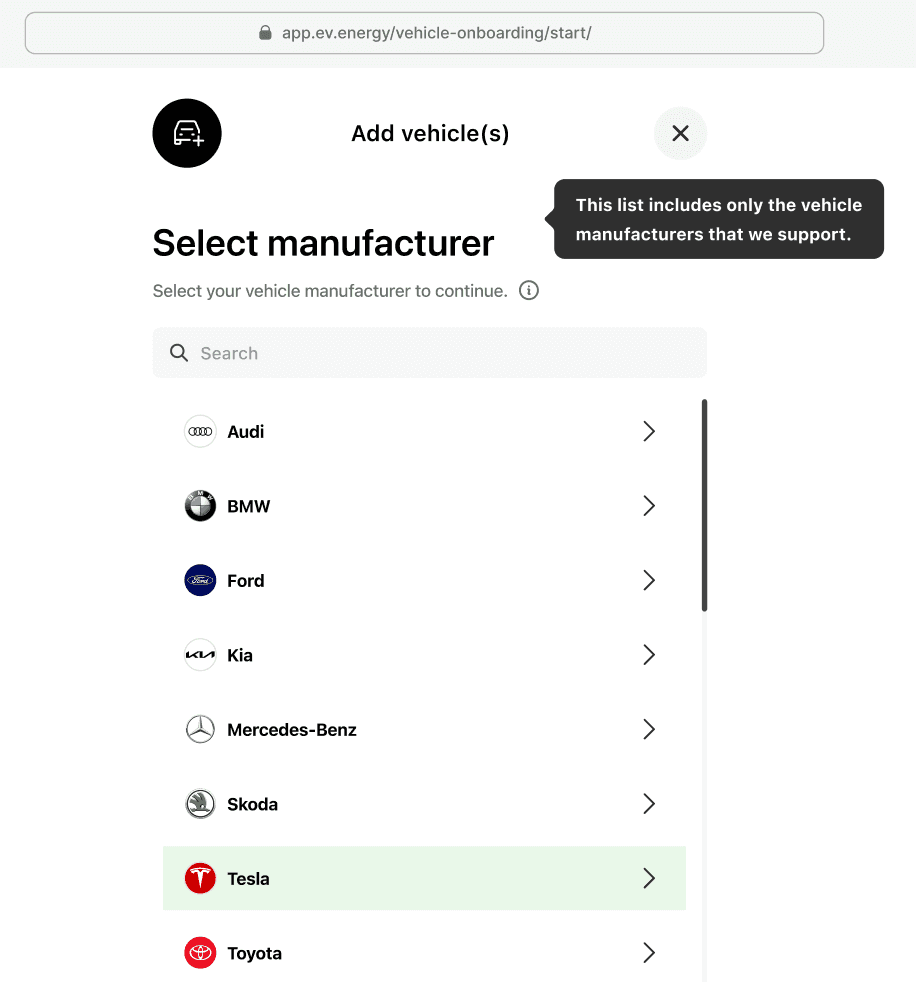 app.ev.energy/vehicle-onboarding/start/
Add vehicle(s)
This list includes only the vehicle
manufacturers that we support.
Select manufacturer
Select your vehicle manufacturer to continue.
Search
Audi
BMW
Ford
Kia
Mercedes-Benz
Skoda
Tesla
Toyota